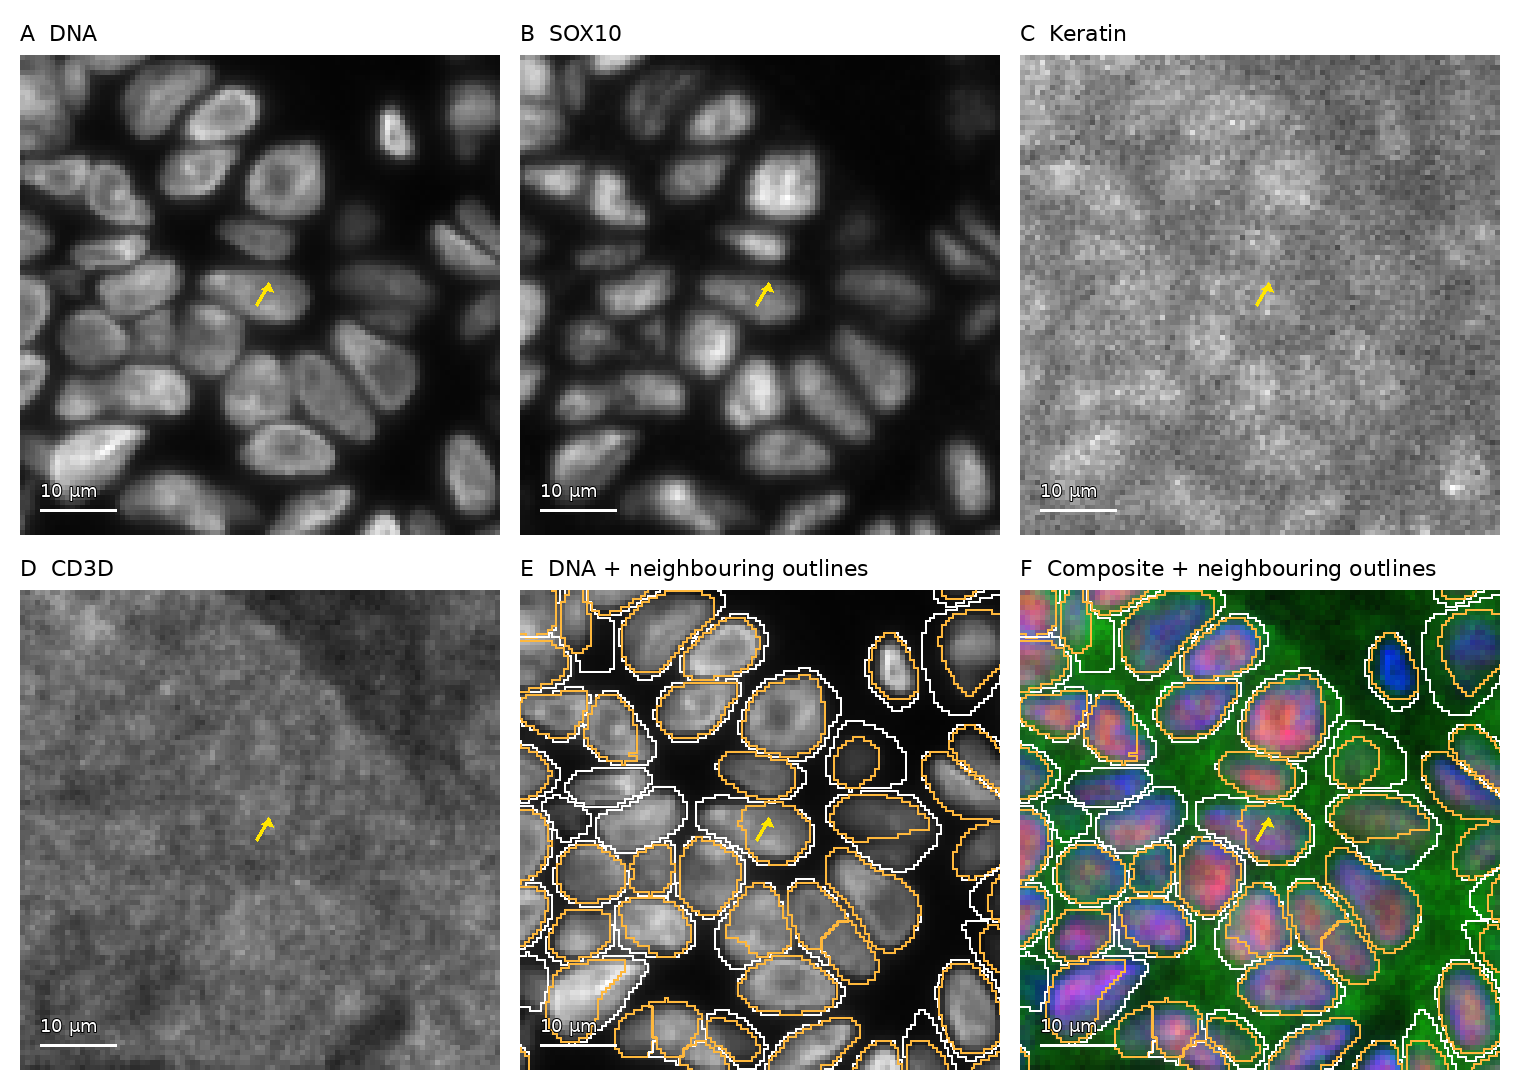 A  DNA
B  SOX10
C  Keratin
10 µm
10 µm
10 µm
D  CD3D
E  DNA + neighbouring outlines
F  Composite + neighbouring outlines
10 µm
10 µm
10 µm